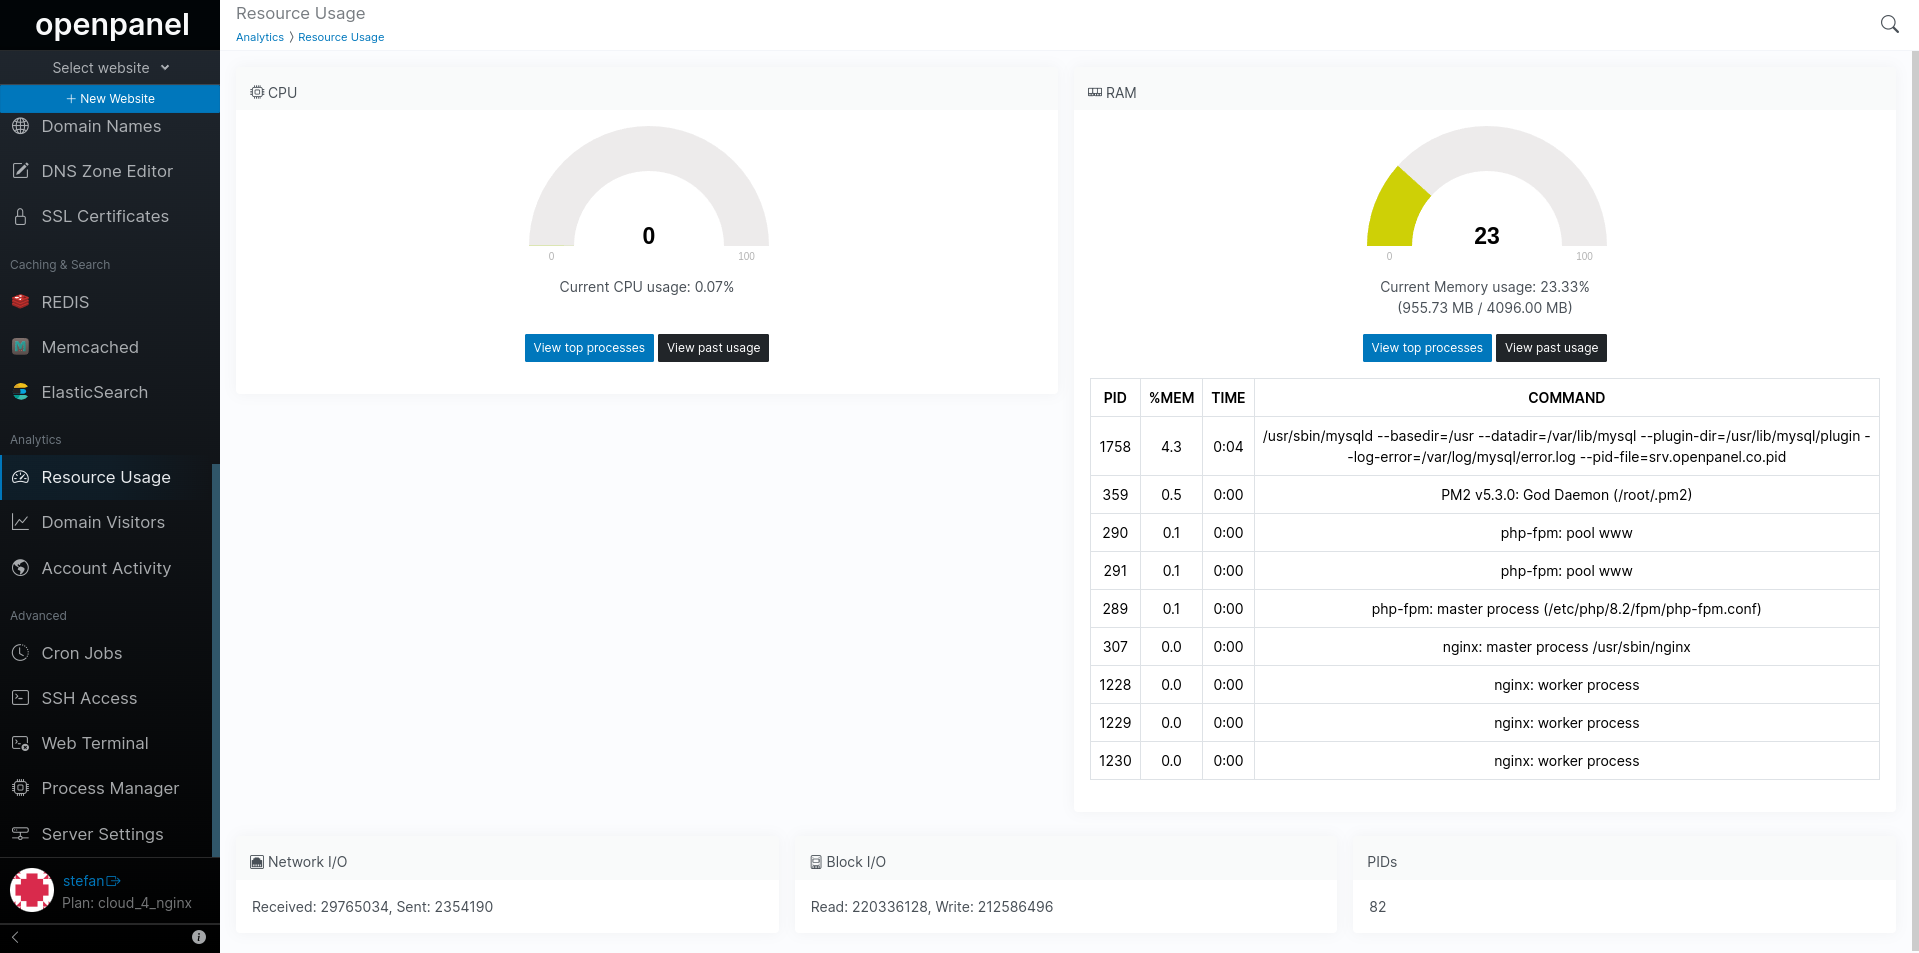 openpanel
Select website
+ New Website
Domain Names
DNS Zone Editor
SSL Certificates
Caching & Search
REDIS
Memcached
ElasticSearch
Analytics
Resource Usage
Domain Visitors
Account Activity
Advanced
Cron Jobs
SSH Access
Web Terminal
Process Manager
Server Settings
stefan
Plan: cloud_4_nginx
Resource Usage
Analytics 〉 Resource Usage
CPU
0
0 100
Current CPU usage: 0.07%
View top processes View past usage
RAM
23
0 100
Current Memory usage: 23.33%
(955.73 MB / 4096.00 MB)
View top processes View past usage
PID %MEM TIME COMMAND
1758 4.3 0:04 /usr/sbin/mysqld --basedir=/usr --datadir=/var/lib/mysql --plugin-dir=/usr/lib/mysql/plugin -
-log-error=/var/log/mysql/error.log --pid-file=srv.openpanel.co.pid
359 0.5 0:00 PM2 v5.3.0: God Daemon (/root/.pm2)
290 0.1 0:00 php-fpm: pool www
291 0.1 0:00 php-fpm: pool www
289 0.1 0:00 php-fpm: master process (/etc/php/8.2/fpm/php-fpm.conf)
307 0.0 0:00 nginx: master process /usr/sbin/nginx
1228 0.0 0:00 nginx: worker process
1229 0.0 0:00 nginx: worker process
1230 0.0 0:00 nginx: worker process
Network I/O
Received: 29765034, Sent: 2354190
Block I/O
Read: 220336128, Write: 212586496
PIDs
82